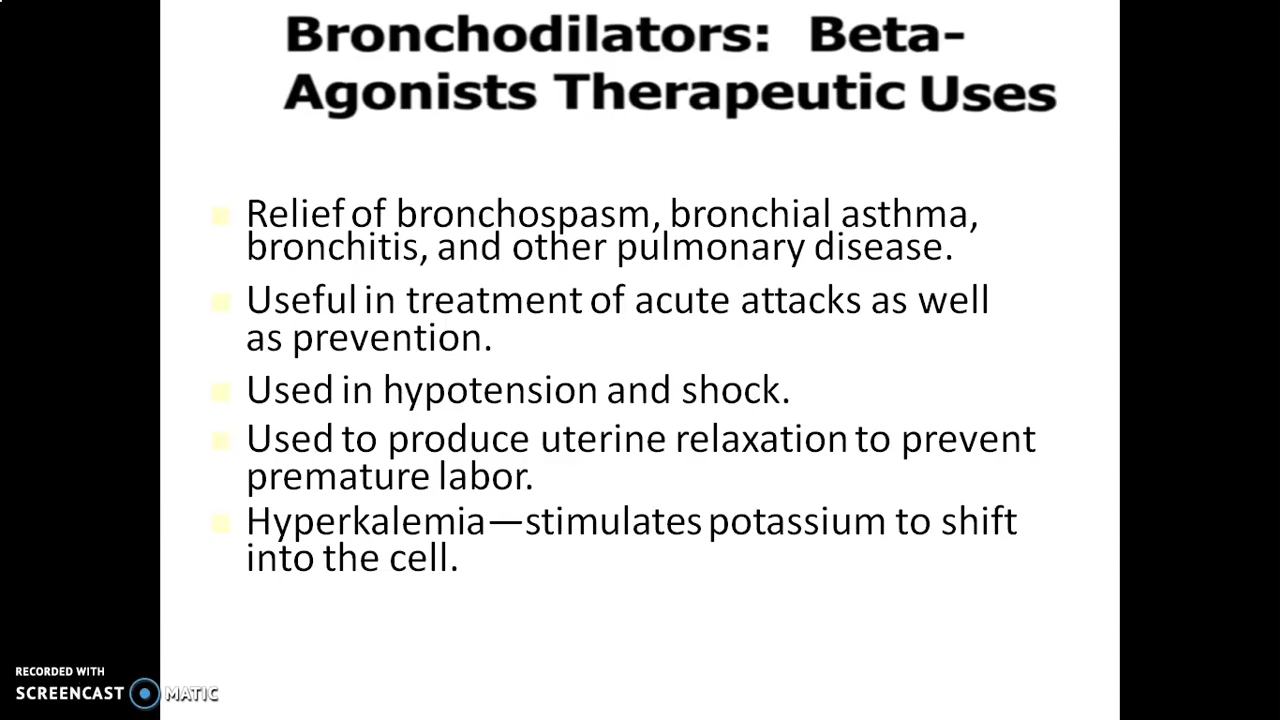 Bronchodilators: Beta-
Agonists Therapeutic Uses
Relief of bronchospasm, bronchial asthma,
bronchitis, and other pulmonary disease.
Useful in treatment of acute attacks as well
as prevention.
Used in hypotension and shock.
Used to produce uterine relaxation to prevent
premature labor.
Hyperkalemia—stimulates potassium to shift
into the cell.
RECORDED WITH
SCREENCAST MATIC